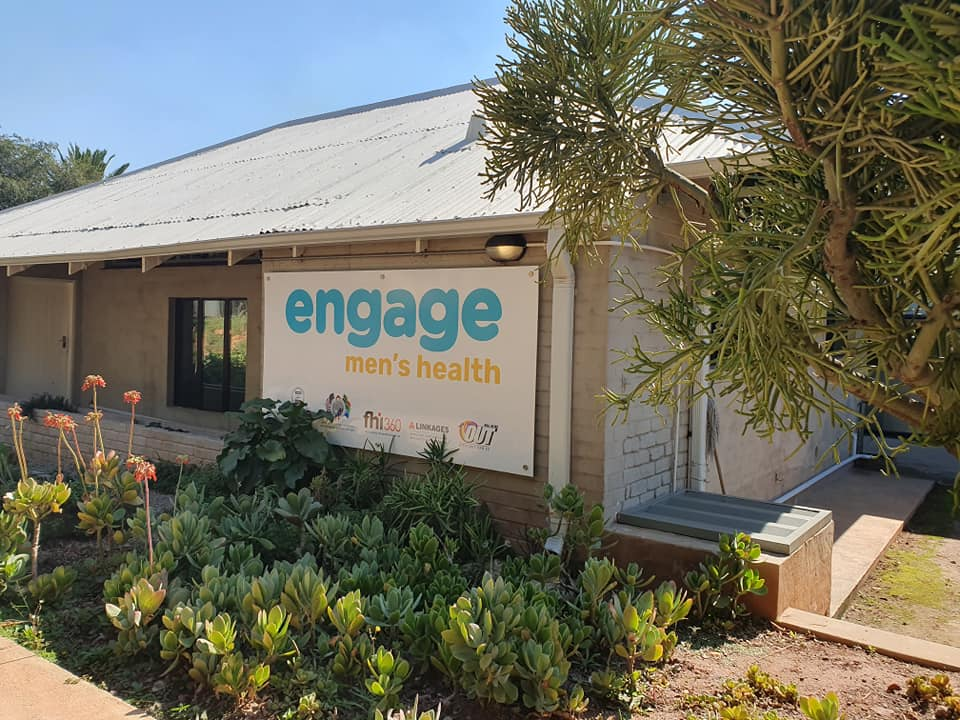 engage
men's health
fhi360
LINKAGES
OUT